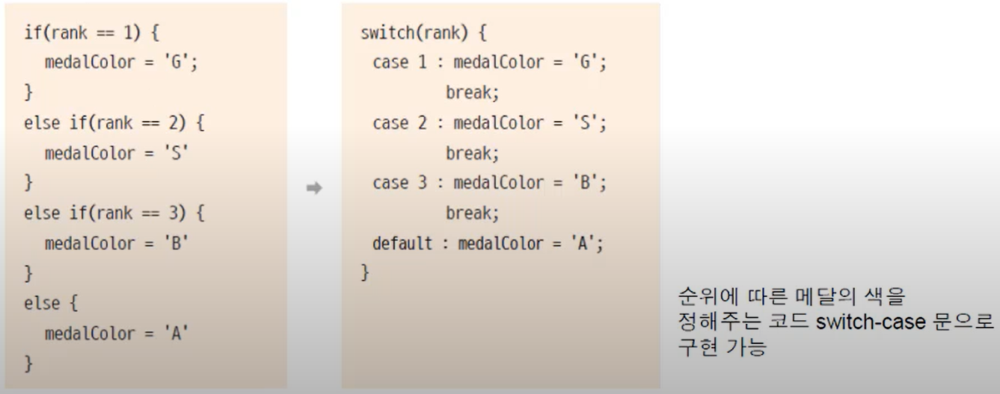 if(rank == 1) {
medalColor = 'G';
}
else if(rank == 2) {
medalColor = 'S'
}
else if(rank == 3) {
medalColor = 'B'
}
else {
medalColor = 'A'
}
switch(rank) {
case 1 : medalColor = 'G';
break;
case 2 : medalColor = 'S';
break;
case 3 : medalColor = 'B';
break;
default : medalColor = 'A';
}
순위에 따른 메달의 색을
정해주는 코드 switch-case 문으로
구현 가능